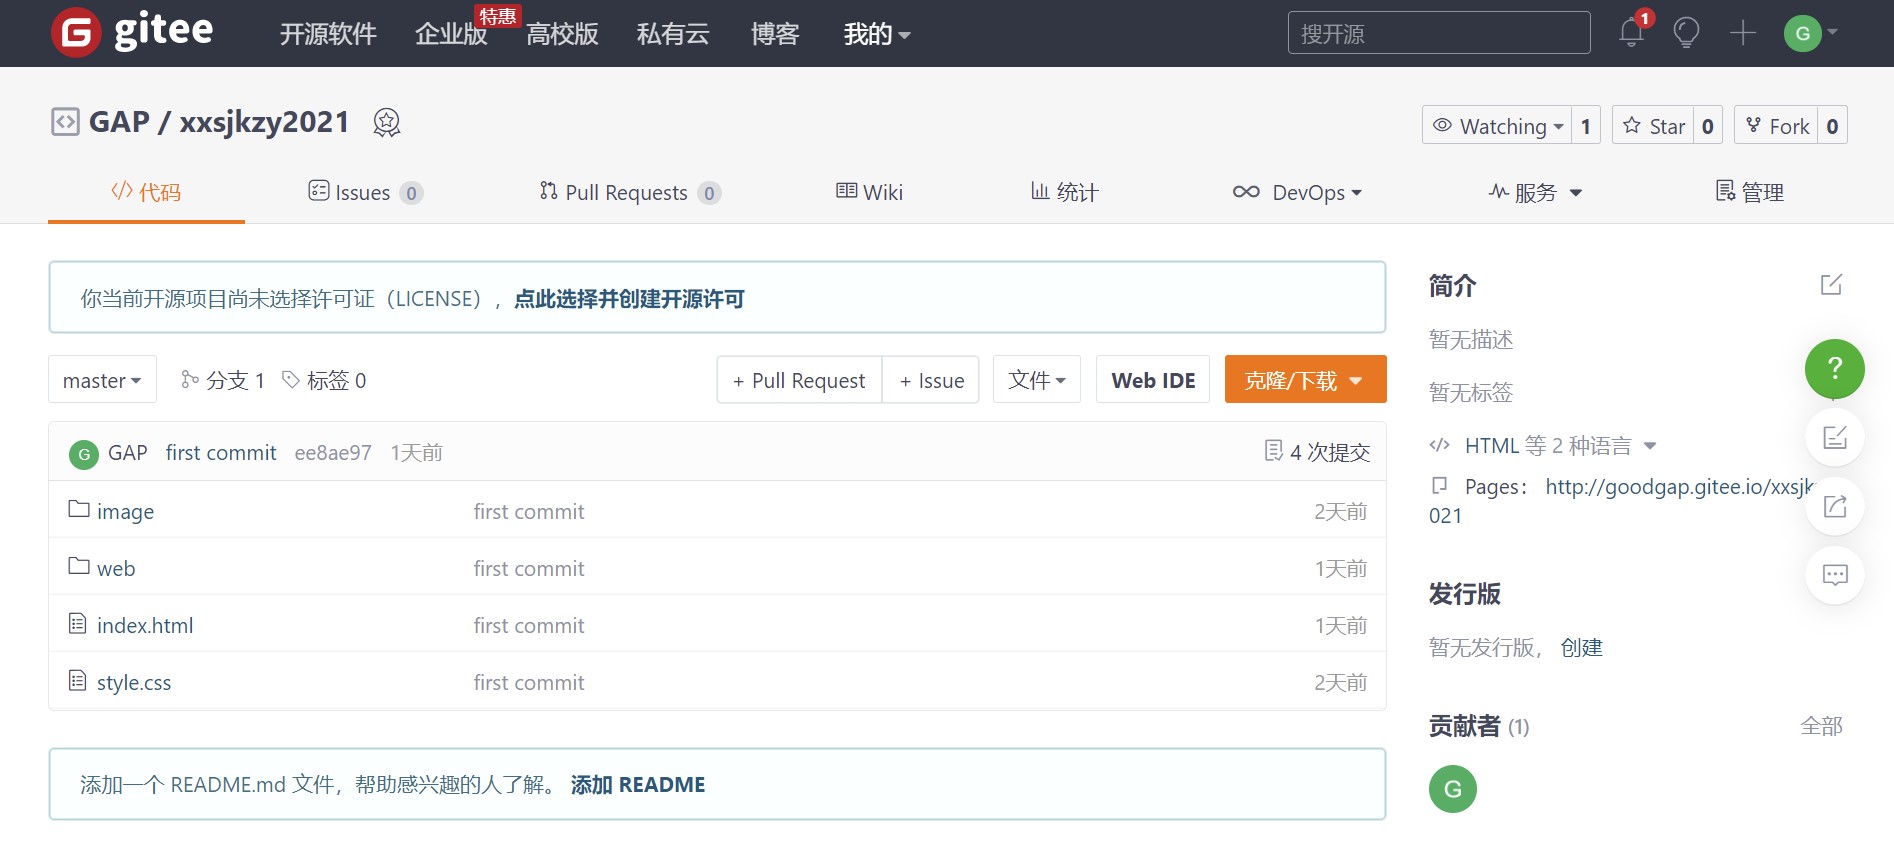 gitee 开源软件 企业版 特惠 高校版 私有云 博客 我的 搜开源 1 G
GAP / xxsjkzy2021 Watching 1 Star 0 Fork 0
代码 Issues 0 Pull Requests 0 Wiki 统计 DevOps 服务 管理
你当前开源项目尚未选择许可证（LICENSE），点此选择并创建开源许可
master 分支 1 标签 0 + Pull Request + Issue 文件 Web IDE 克隆/下载
G GAP first commit ee8ae97 1天前 4 次提交
image first commit 2天前
web first commit 1天前
index.html first commit 1天前
style.css first commit 2天前
添加一个 README.md 文件，帮助感兴趣的人了解。 添加 README
简介
暂无描述
暂无标签
HTML 等 2 种语言
Pages： http://goodgap.gitee.io/xxsjk
021
发行版
暂无发行版， 创建
贡献者 (1) 全部
G
?